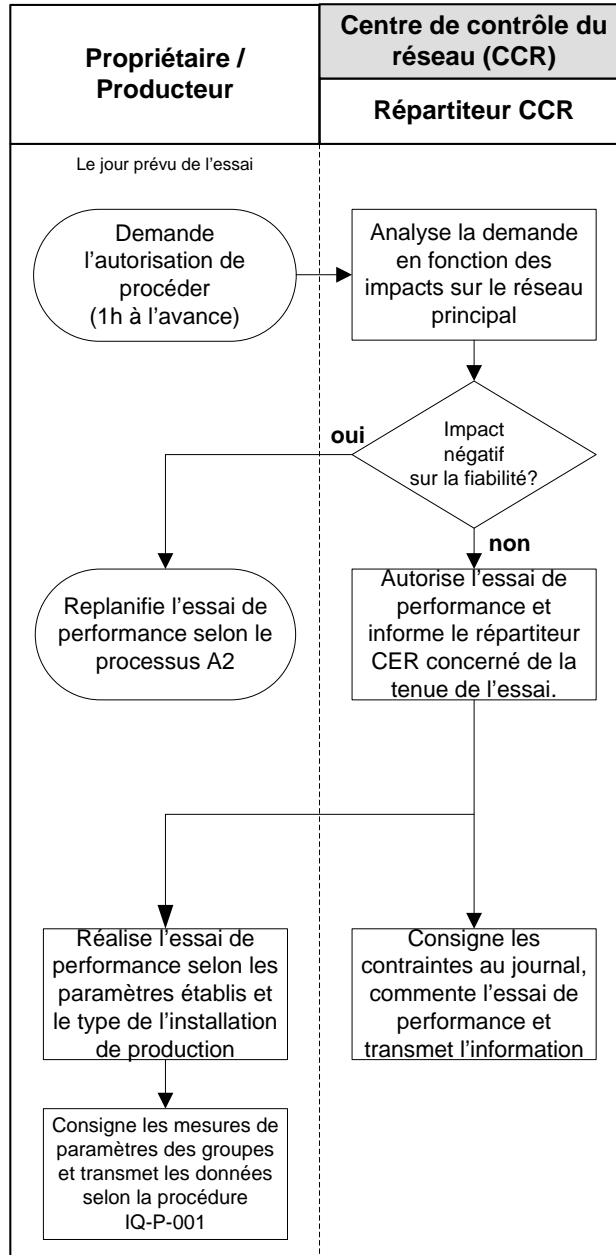 Propriétaire /
Producteur
Centre de contrôle du
réseau (CCR)
Répartiteur CCR
Le jour prévu de l'essai
Demande
l'autorisation de
procéder
(1h à l'avance)
Analyse la demande
en fonction des
impacts sur le réseau
principal
Impact
négatif
sur la fiabilité?
oui
non
Replanifie l'essai de
performance selon le
processus A2
Autorise l'essai de
performance et
informe le répartiteur
CER concerné de la
tenue de l'essai.
Réalise l'essai de
performance selon les
paramètres établis et
le type de l'installation
de production
Consigne les
contraintes au journal,
commente l'essai de
performance et
transmet l'information
Consigne les mesures de
paramètres des groupes
et transmet les données
selon la procédure
IQ-P-001